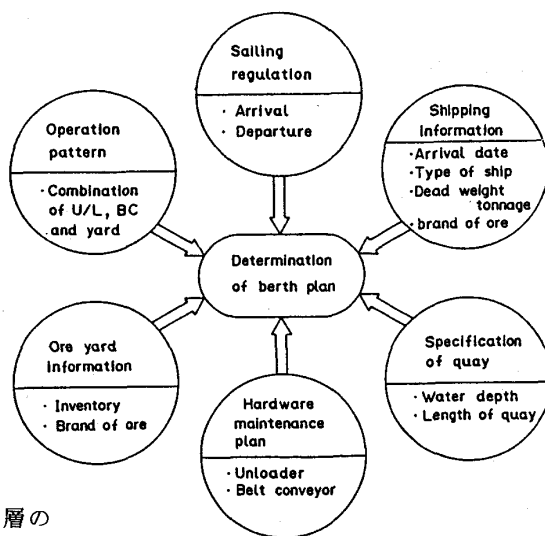 Sailing
regulation
・Arrival
・Departure
Operation
pattern
・Combination
of U/L, BC
and yard
Shipping
information
・Arrival date
・Type of ship
・Dead weight
tonnage
・brand of ore
Determination
of berth plan
Ore yard
information
・Inventory
・Brand of ore
Hardware
maintenance
plan
・Unloader
・Belt conveyor
Specification
of quay
・Water depth
・Length of quay
層の